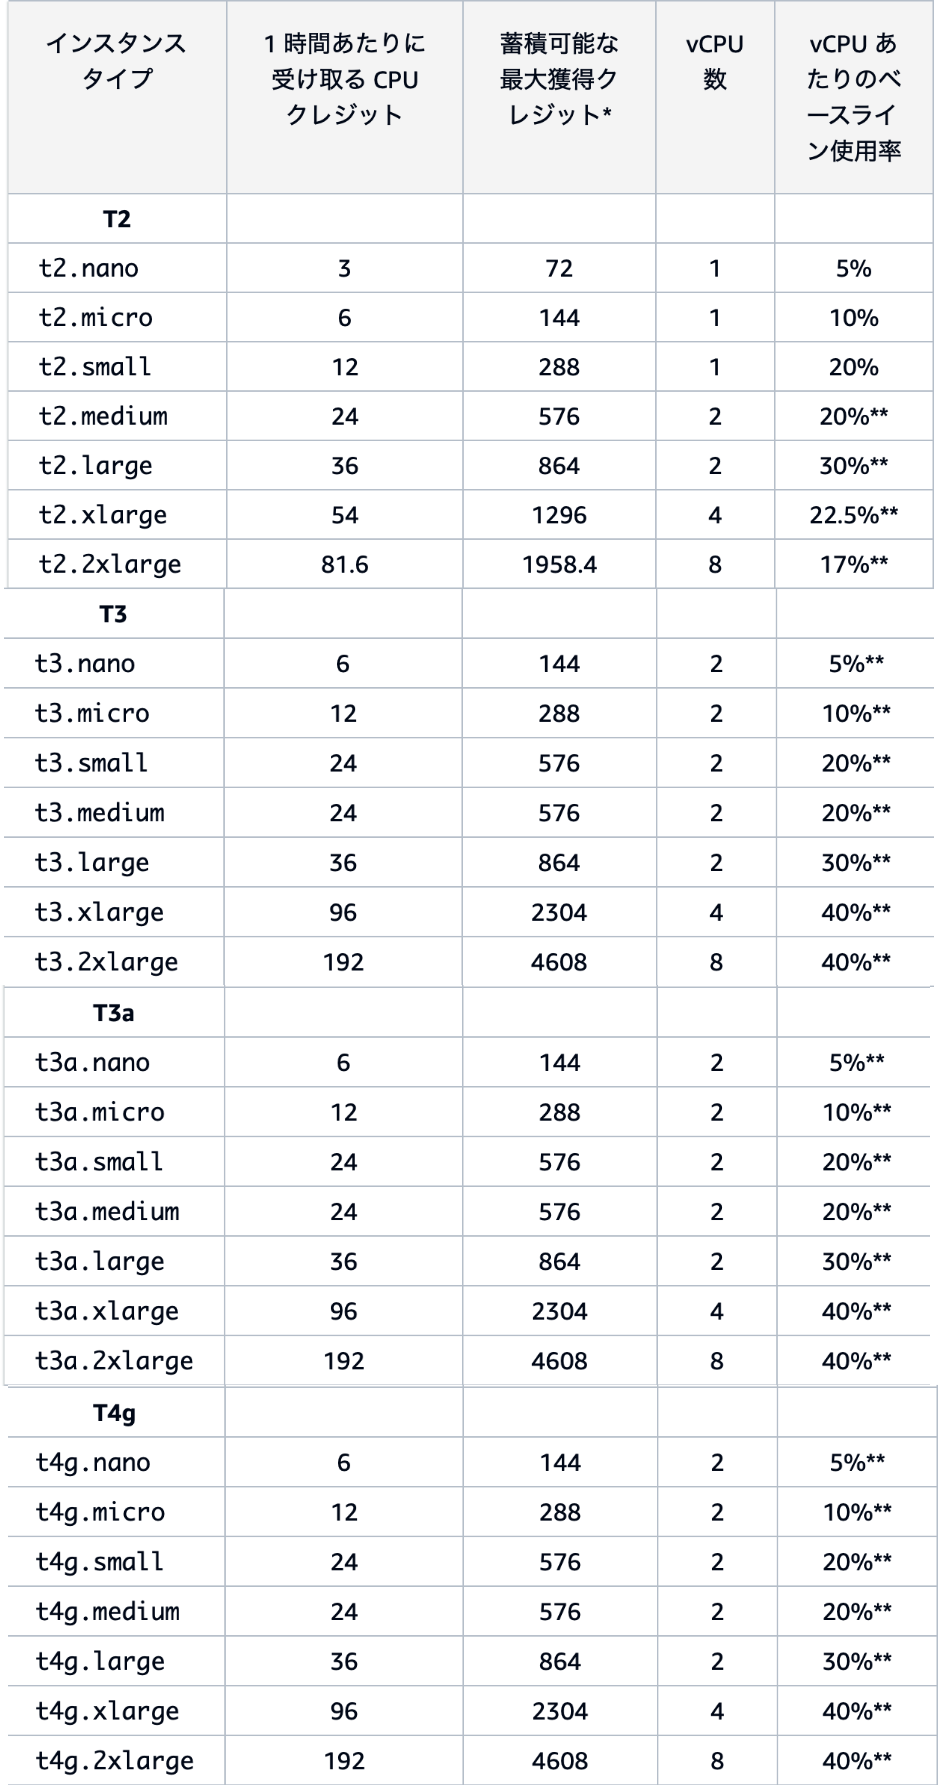 インスタンス
タイプ
1 時間あたりに
受け取る CPU
クレジット
蓄積可能な
最大獲得ク
レジット*
vCPU
数
vCPU あ
たりのベ
ースライ
ン使用率
T2
t2.nano 3 72 1 5%
t2.micro 6 144 1 10%
t2.small 12 288 1 20%
t2.medium 24 576 2 20%**
t2.large 36 864 2 30%**
t2.xlarge 54 1296 4 22.5%**
t2.2xlarge 81.6 1958.4 8 17%**
T3
t3.nano 6 144 2 5%**
t3.micro 12 288 2 10%**
t3.small 24 576 2 20%**
t3.medium 24 576 2 20%**
t3.large 36 864 2 30%**
t3.xlarge 96 2304 4 40%**
t3.2xlarge 192 4608 8 40%**
T3a
t3a.nano 6 144 2 5%**
t3a.micro 12 288 2 10%**
t3a.small 24 576 2 20%**
t3a.medium 24 576 2 20%**
t3a.large 36 864 2 30%**
t3a.xlarge 96 2304 4 40%**
t3a.2xlarge 192 4608 8 40%**
T4g
t4g.nano 6 144 2 5%**
t4g.micro 12 288 2 10%**
t4g.small 24 576 2 20%**
t4g.medium 24 576 2 20%**
t4g.large 36 864 2 30%**
t4g.xlarge 96 2304 4 40%**
t4g.2xlarge 192 4608 8 40%**